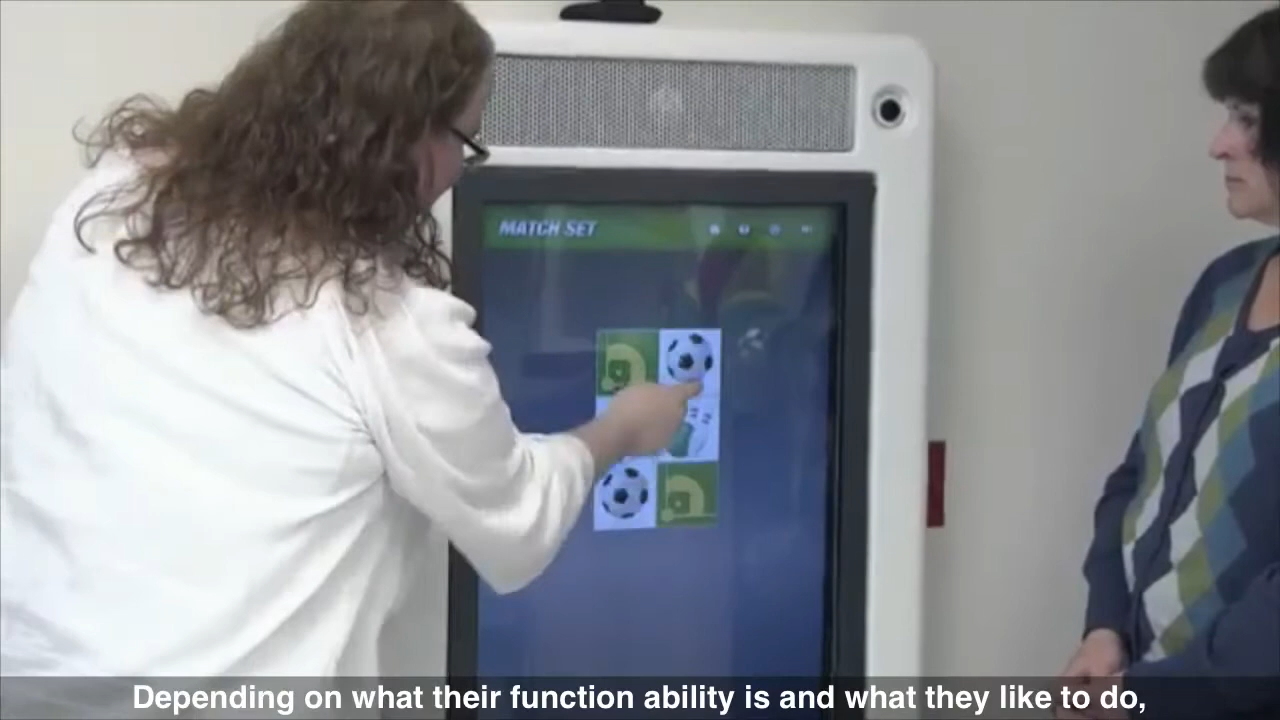 MATCH SET
Depending on what their function ability is and what they like to do,